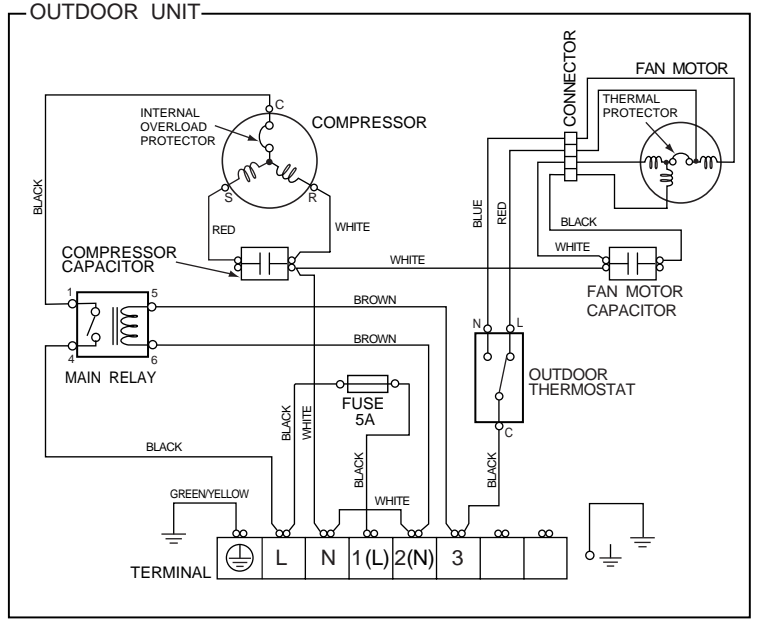 OUTDOOR UNIT
CONNECTOR
FAN MOTOR
THERMAL
PROTECTOR
C
INTERNAL
OVERLOAD
PROTECTOR
COMPRESSOR
BLACK
S
R
BLUE
RED
RED
WHITE
BLACK
COMPRESSOR
CAPACITOR
WHITE
WHITE
FAN MOTOR
CAPACITOR
1
5
BROWN
4
6
BROWN
MAIN RELAY
N
L
OUTDOOR
THERMOSTAT
C
FUSE
5A
BLACK
WHITE
BLACK
BLACK
BLACK
GREEN/YELLOW
WHITE
TERMINAL
L
N
1(L)
2(N)
3